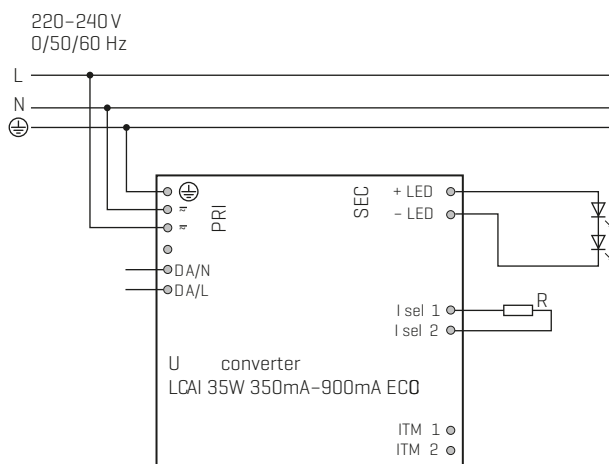 220–240 V
0/50/60 Hz
L
N
PRI
SEC
+ LED
– LED
DA/N
DA/L
I sel 1
I sel 2
R
U converter
LCAI 35W 350mA–900mA ECO
ITM 1
ITM 2